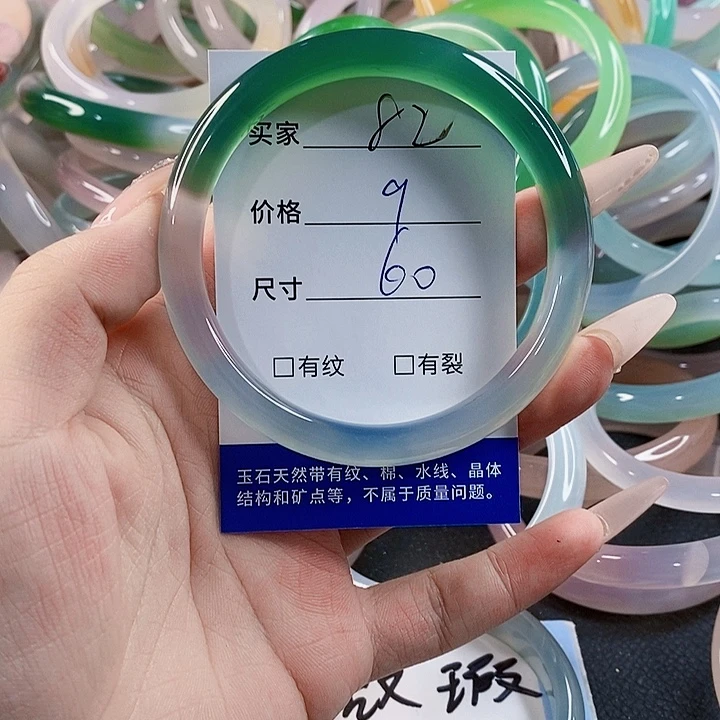 买家 82
价格 9
尺寸 60
□有纹 □有裂
玉石天然带有纹、棉、水线、晶体
结构和矿点等，不属于质量问题。
微瑕